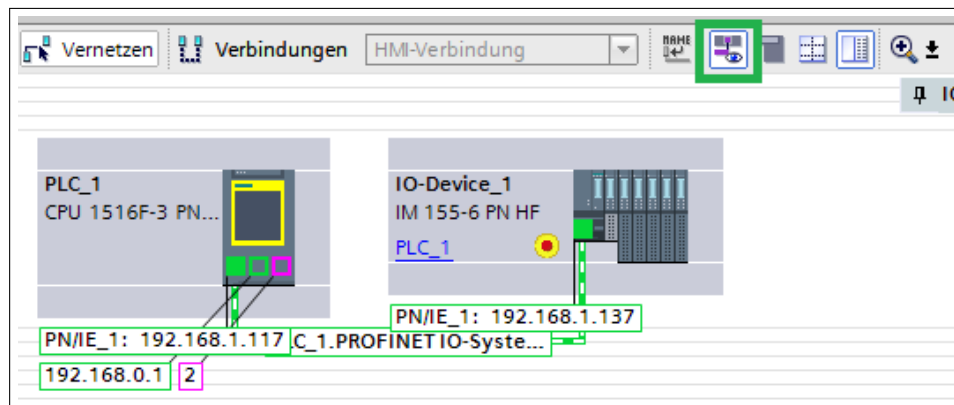 Vernetzen Verbindungen HMI-Verbindung NAME
PLC_1
CPU 1516F-3 PN...
IO-Device_1
IM 155-6 PN HF
PLC_1
PN/IE_1: 192.168.1.137
PN/IE_1: 192.168.1.117
LC_1.PROFINET IO-Syste...
192.168.0.1 2